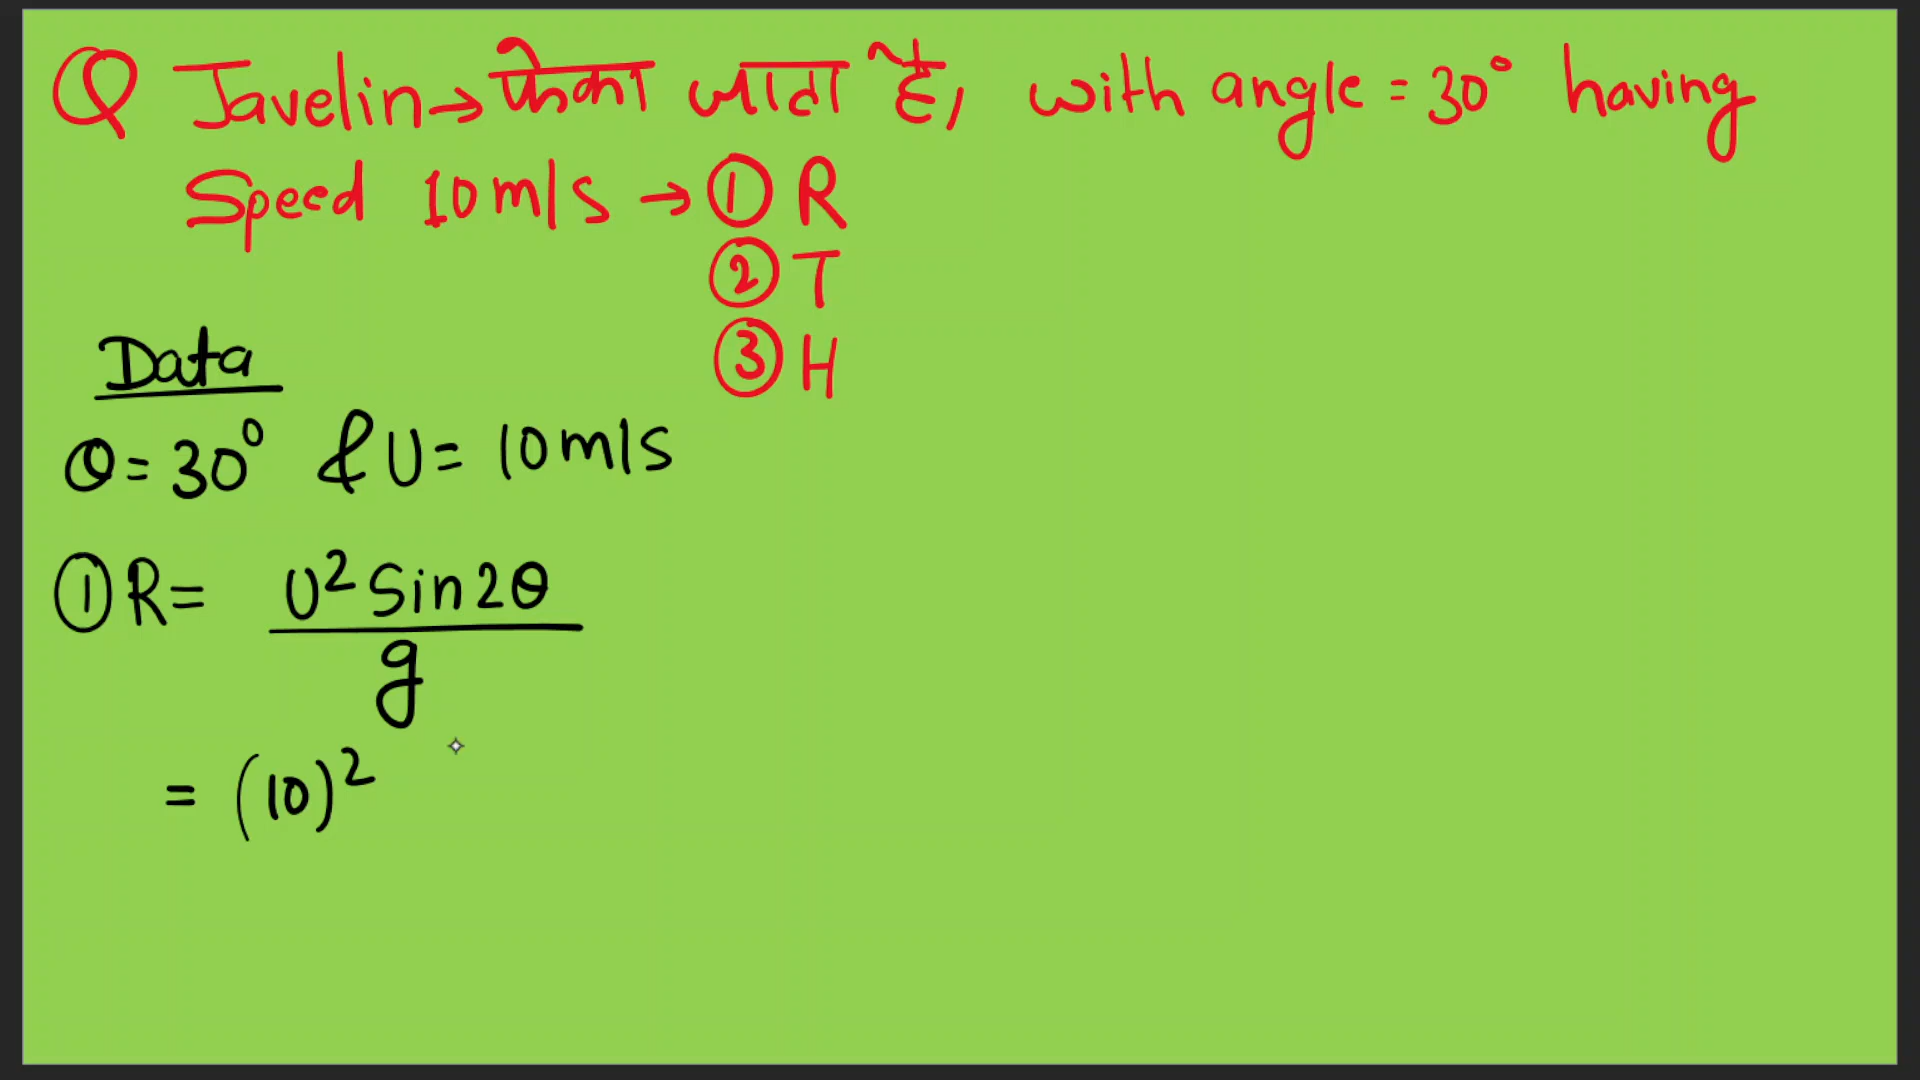 Q Javelin → फेका जाता है, with angle = 30° having
Speed 10 m/s → ① R
② T
③ H
Data
θ = 30° & U = 10 m/s
① R = U² Sin 2θ
g
= (10)²